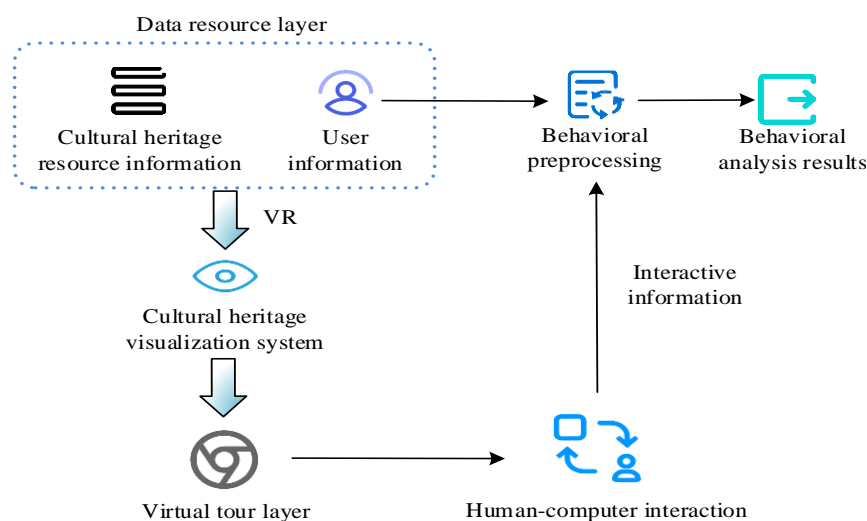 Data resource layer
Cultural heritage
resource information
User
information
Behavioral
preprocessing
Behavioral
analysis results
VR
Interactive
information
Cultural heritage
visualization system
Virtual tour layer
Human-computer interaction